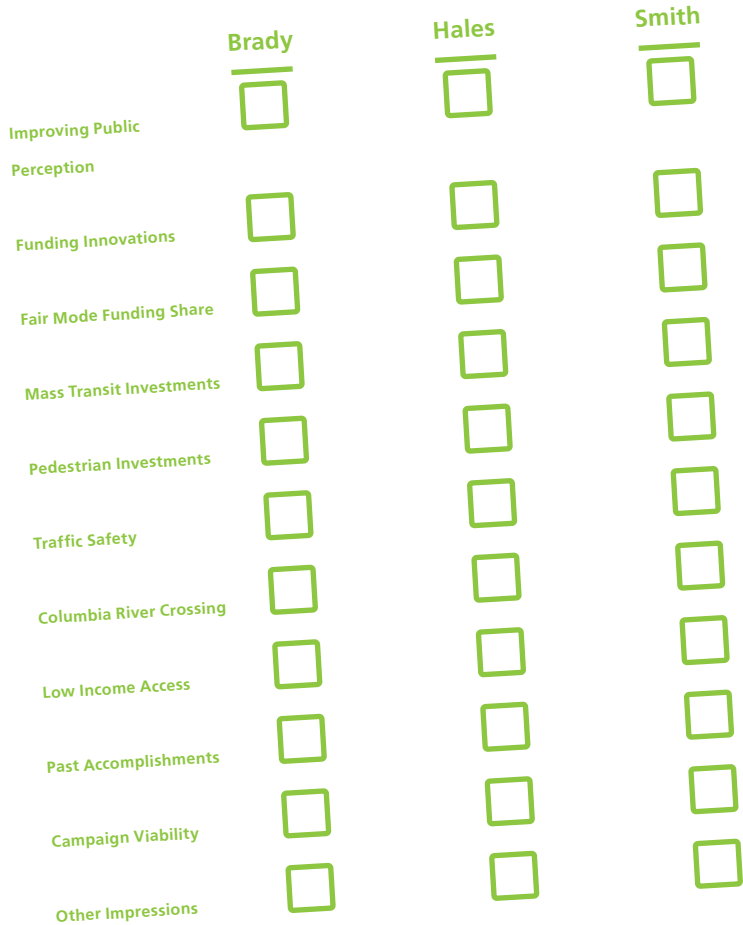 Brady Hales Smith
Improving Public
Perception
Funding Innovations
Fair Mode Funding Share
Mass Transit Investments
Pedestrian Investments
Traffic Safety
Columbia River Crossing
Low Income Access
Past Accomplishments
Campaign Viability
Other Impressions